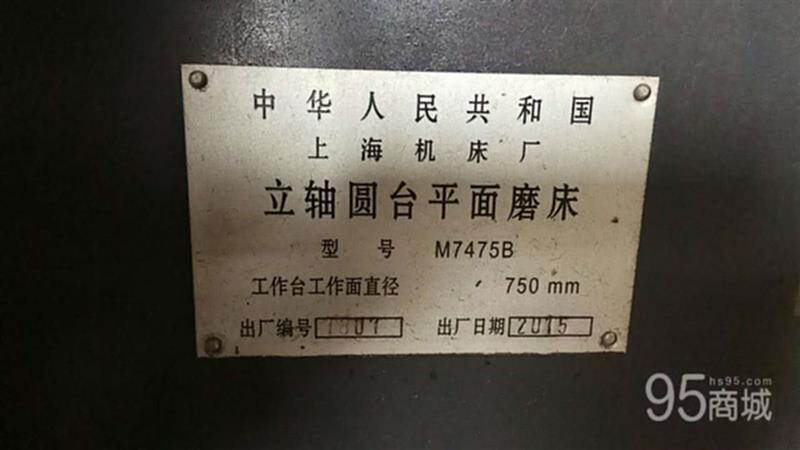 中华人民共和国
上海机床厂
立轴圆台平面磨床
型号 M7475B
工作台工作面直径 750 mm
出厂编号 出厂日期 2015
hs95.com
95商城